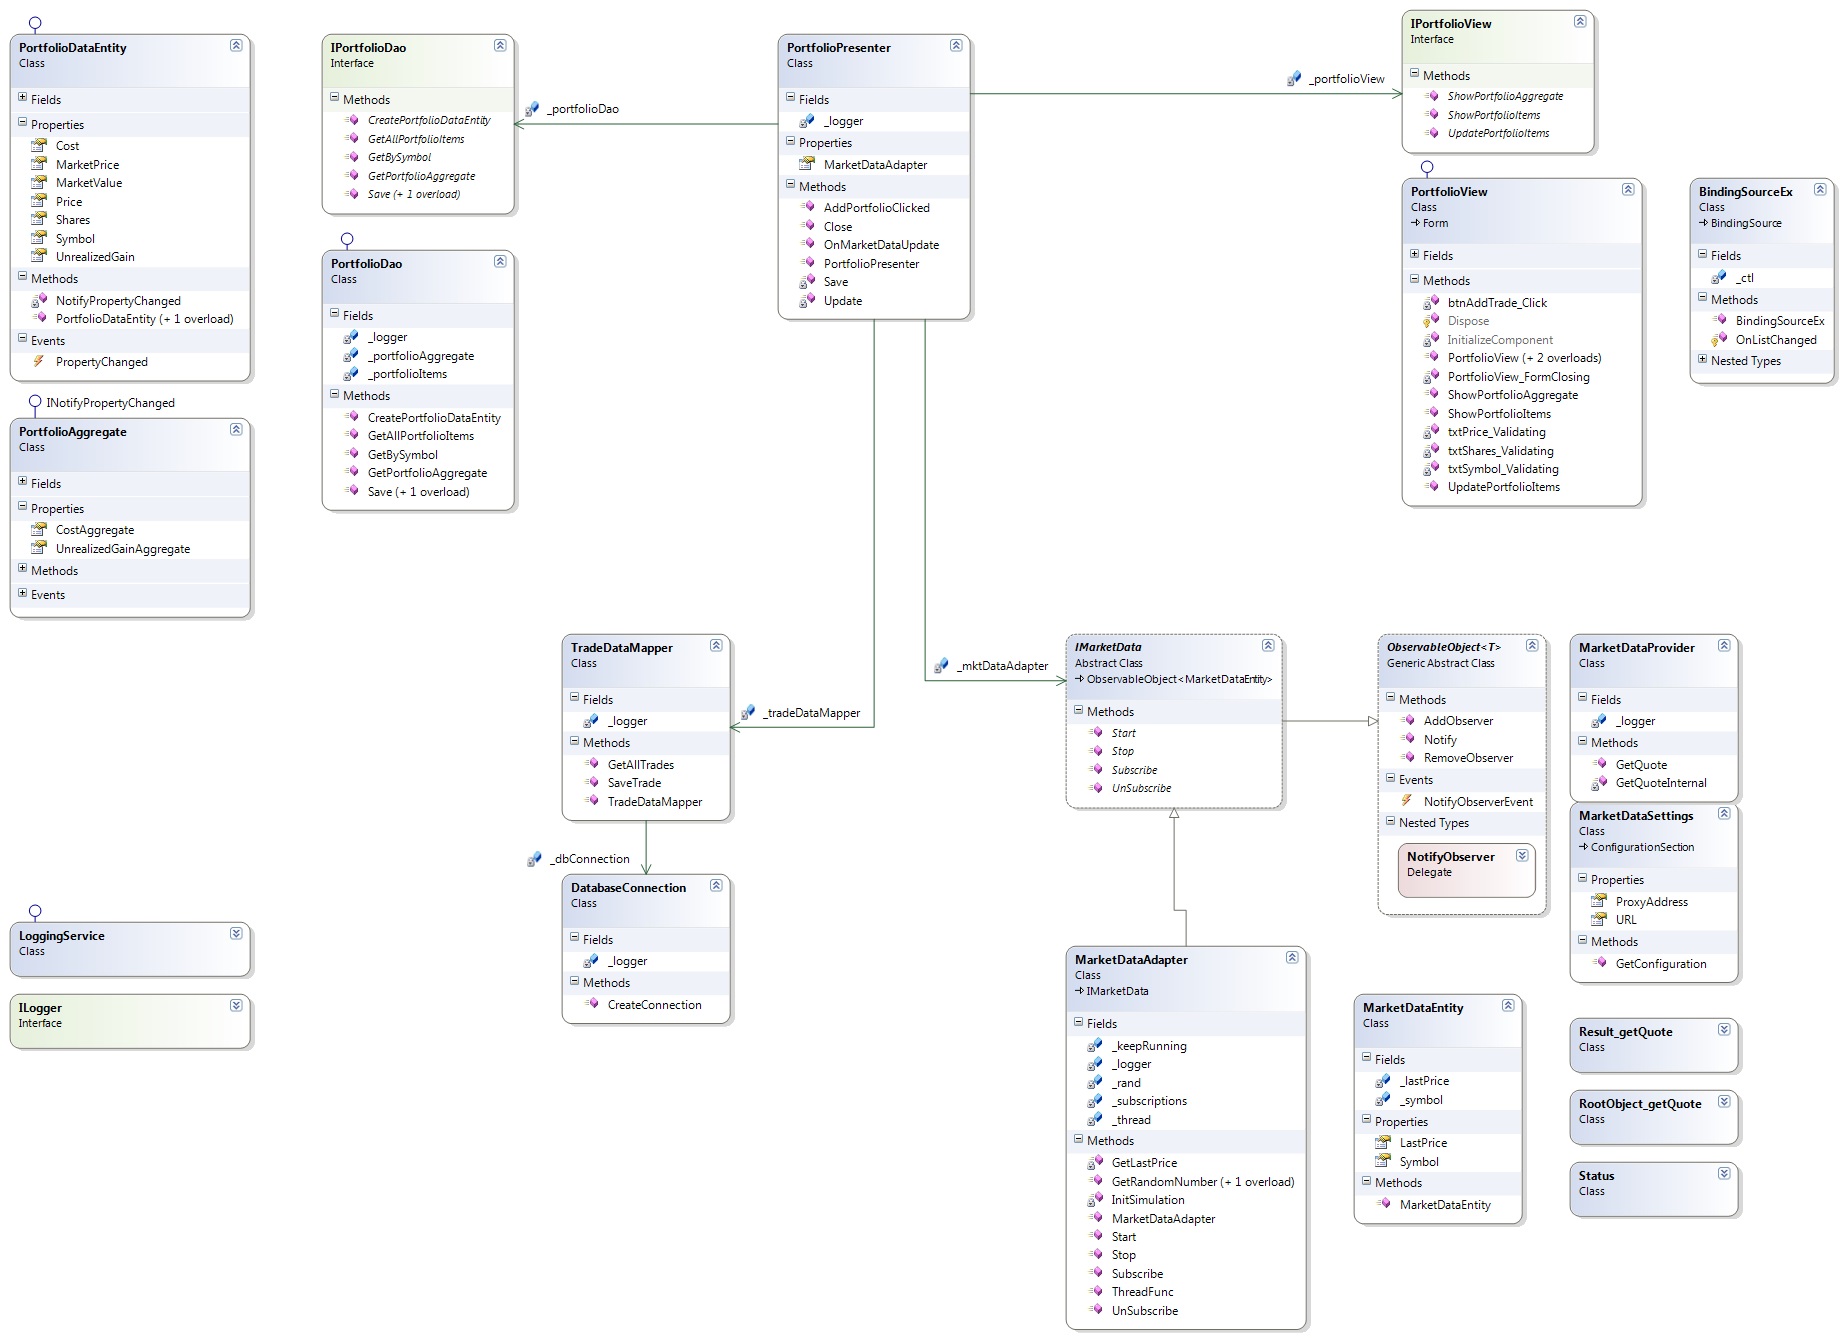 PortfolioDataEntity
Class
Fields
Properties
Cost
MarketPrice
MarketValue
Price
Shares
Symbol
UnrealizedGain
Methods
NotifyPropertyChanged
PortfolioDataEntity (+ 1 overload)
Events
PropertyChanged
INotifyPropertyChanged
PortfolioAggregate
Class
Fields
Properties
CostAggregate
UnrealizedGainAggregate
Methods
Events
LoggingService
Class
ILogger
Interface
IPortfolioDao
Interface
Methods
CreatePortfolioDataEntity
GetAllPortfolioItems
GetBySymbol
GetPortfolioAggregate
Save (+ 1 overload)
_portfolioDao
PortfolioDao
Class
Fields
_logger
_portfolioAggregate
_portfolioItems
Methods
CreatePortfolioDataEntity
GetAllPortfolioItems
GetBySymbol
GetPortfolioAggregate
Save (+ 1 overload)
PortfolioPresenter
Class
Fields
_logger
Properties
MarketDataAdapter
Methods
AddPortfolioClicked
Close
OnMarketDataUpdate
PortfolioPresenter
Save
Update
_portfolioView
IPortfolioView
Interface
Methods
ShowPortfolioAggregate
ShowPortfolioItems
UpdatePortfolioItems
PortfolioView
Class
Form
Fields
Methods
btnAddTrade_Click
Dispose
InitializeComponent
PortfolioView (+ 2 overloads)
PortfolioView_FormClosing
ShowPortfolioAggregate
ShowPortfolioItems
txtPrice_Validating
txtShares_Validating
txtSymbol_Validating
UpdatePortfolioItems
BindingSourceEx
Class
BindingSource
Fields
_ctl
Methods
BindingSourceEx
OnListChanged
Nested Types
TradeDataMapper
Class
Fields
_logger
Methods
GetAllTrades
SaveTrade
TradeDataMapper
_tradeDataMapper
_dbConnection
DatabaseConnection
Class
Fields
_logger
Methods
CreateConnection
_mktDataAdapter
IMarketData
Abstract Class
ObservableObject<MarketDataEntity>
Methods
Start
Stop
Subscribe
UnSubscribe
ObservableObject<T>
Generic Abstract Class
Methods
AddObserver
Notify
RemoveObserver
Events
NotifyObserverEvent
Nested Types
NotifyObserver
Delegate
MarketDataProvider
Class
Fields
_logger
Methods
GetQuote
GetQuoteInternal
MarketDataSettings
Class
ConfigurationSection
Properties
ProxyAddress
URL
Methods
GetConfiguration
MarketDataAdapter
Class
IMarketData
Fields
_keepRunning
_logger
_rand
_subscriptions
_thread
Methods
GetLastPrice
GetRandomNumber (+ 1 overload)
InitSimulation
MarketDataAdapter
Start
Stop
Subscribe
ThreadFunc
UnSubscribe
MarketDataEntity
Class
Fields
_lastPrice
_symbol
Properties
LastPrice
Symbol
Methods
MarketDataEntity
Result_getQuote
Class
RootObject_getQuote
Class
Status
Class